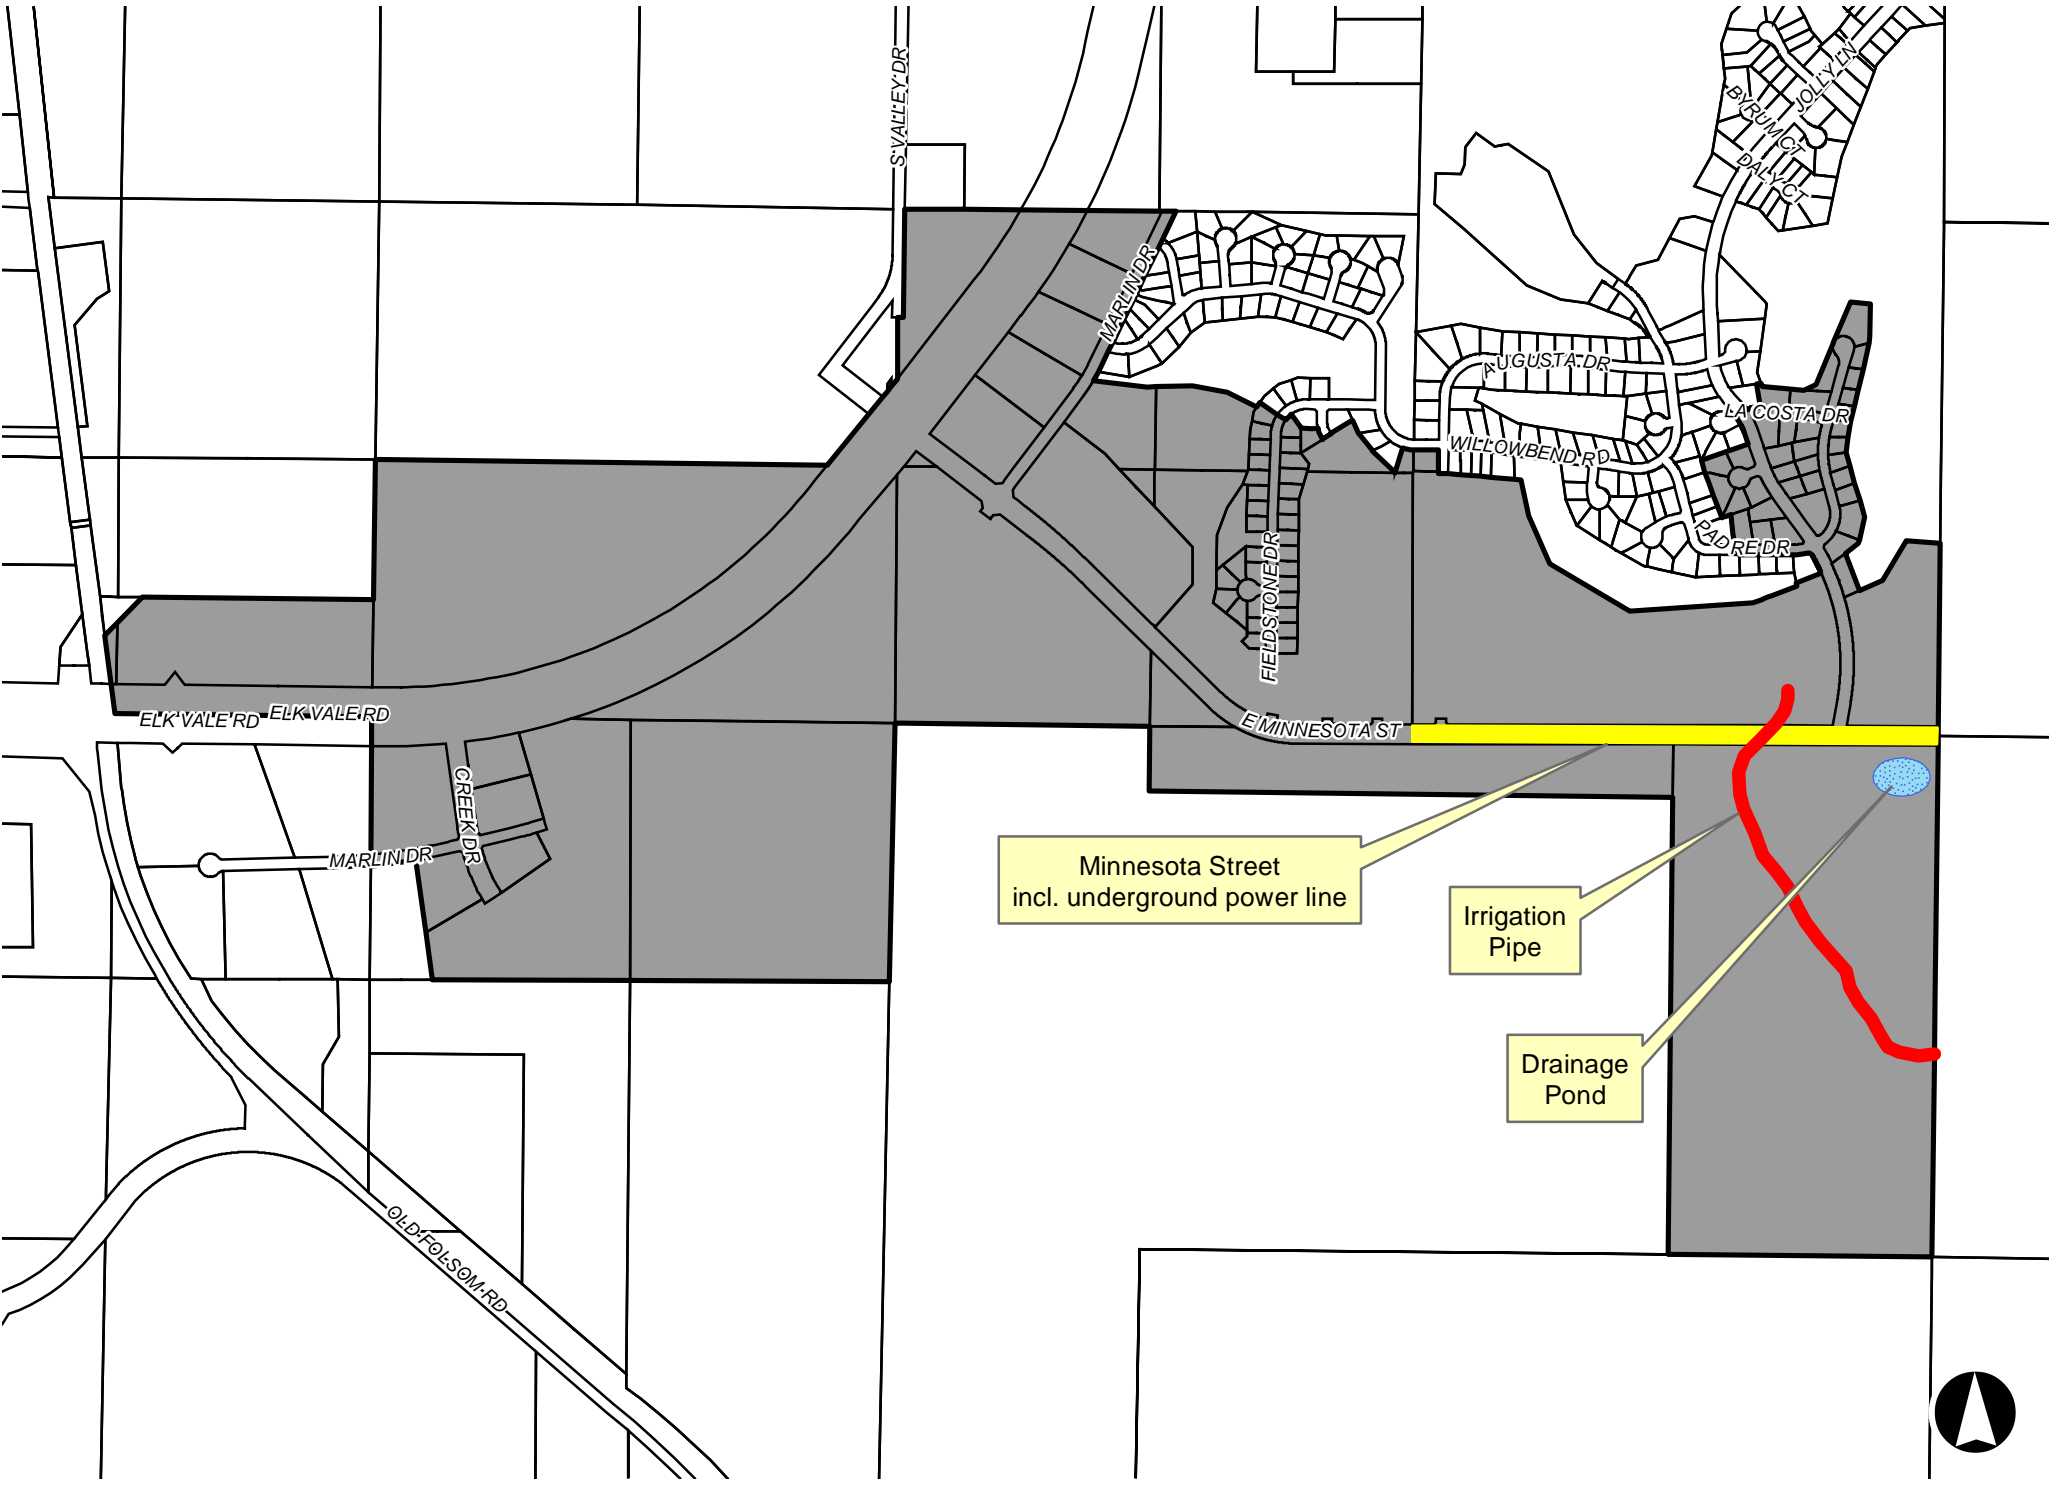 S VALLEY DR
JOLLY LN
BYRUM CT
DALY CT
MARLIN DR
AUGUSTA DR
LA COSTA DR
WILLOWBEND RD
PADRE DR
FIELDSTONE DR
ELK VALE RD
ELK VALE RD
E MINNESOTA ST
CREEK DR
MARLIN DR
Minnesota Street
incl. underground power line
Irrigation
Pipe
Drainage
Pond
OLD FOLSOM RD